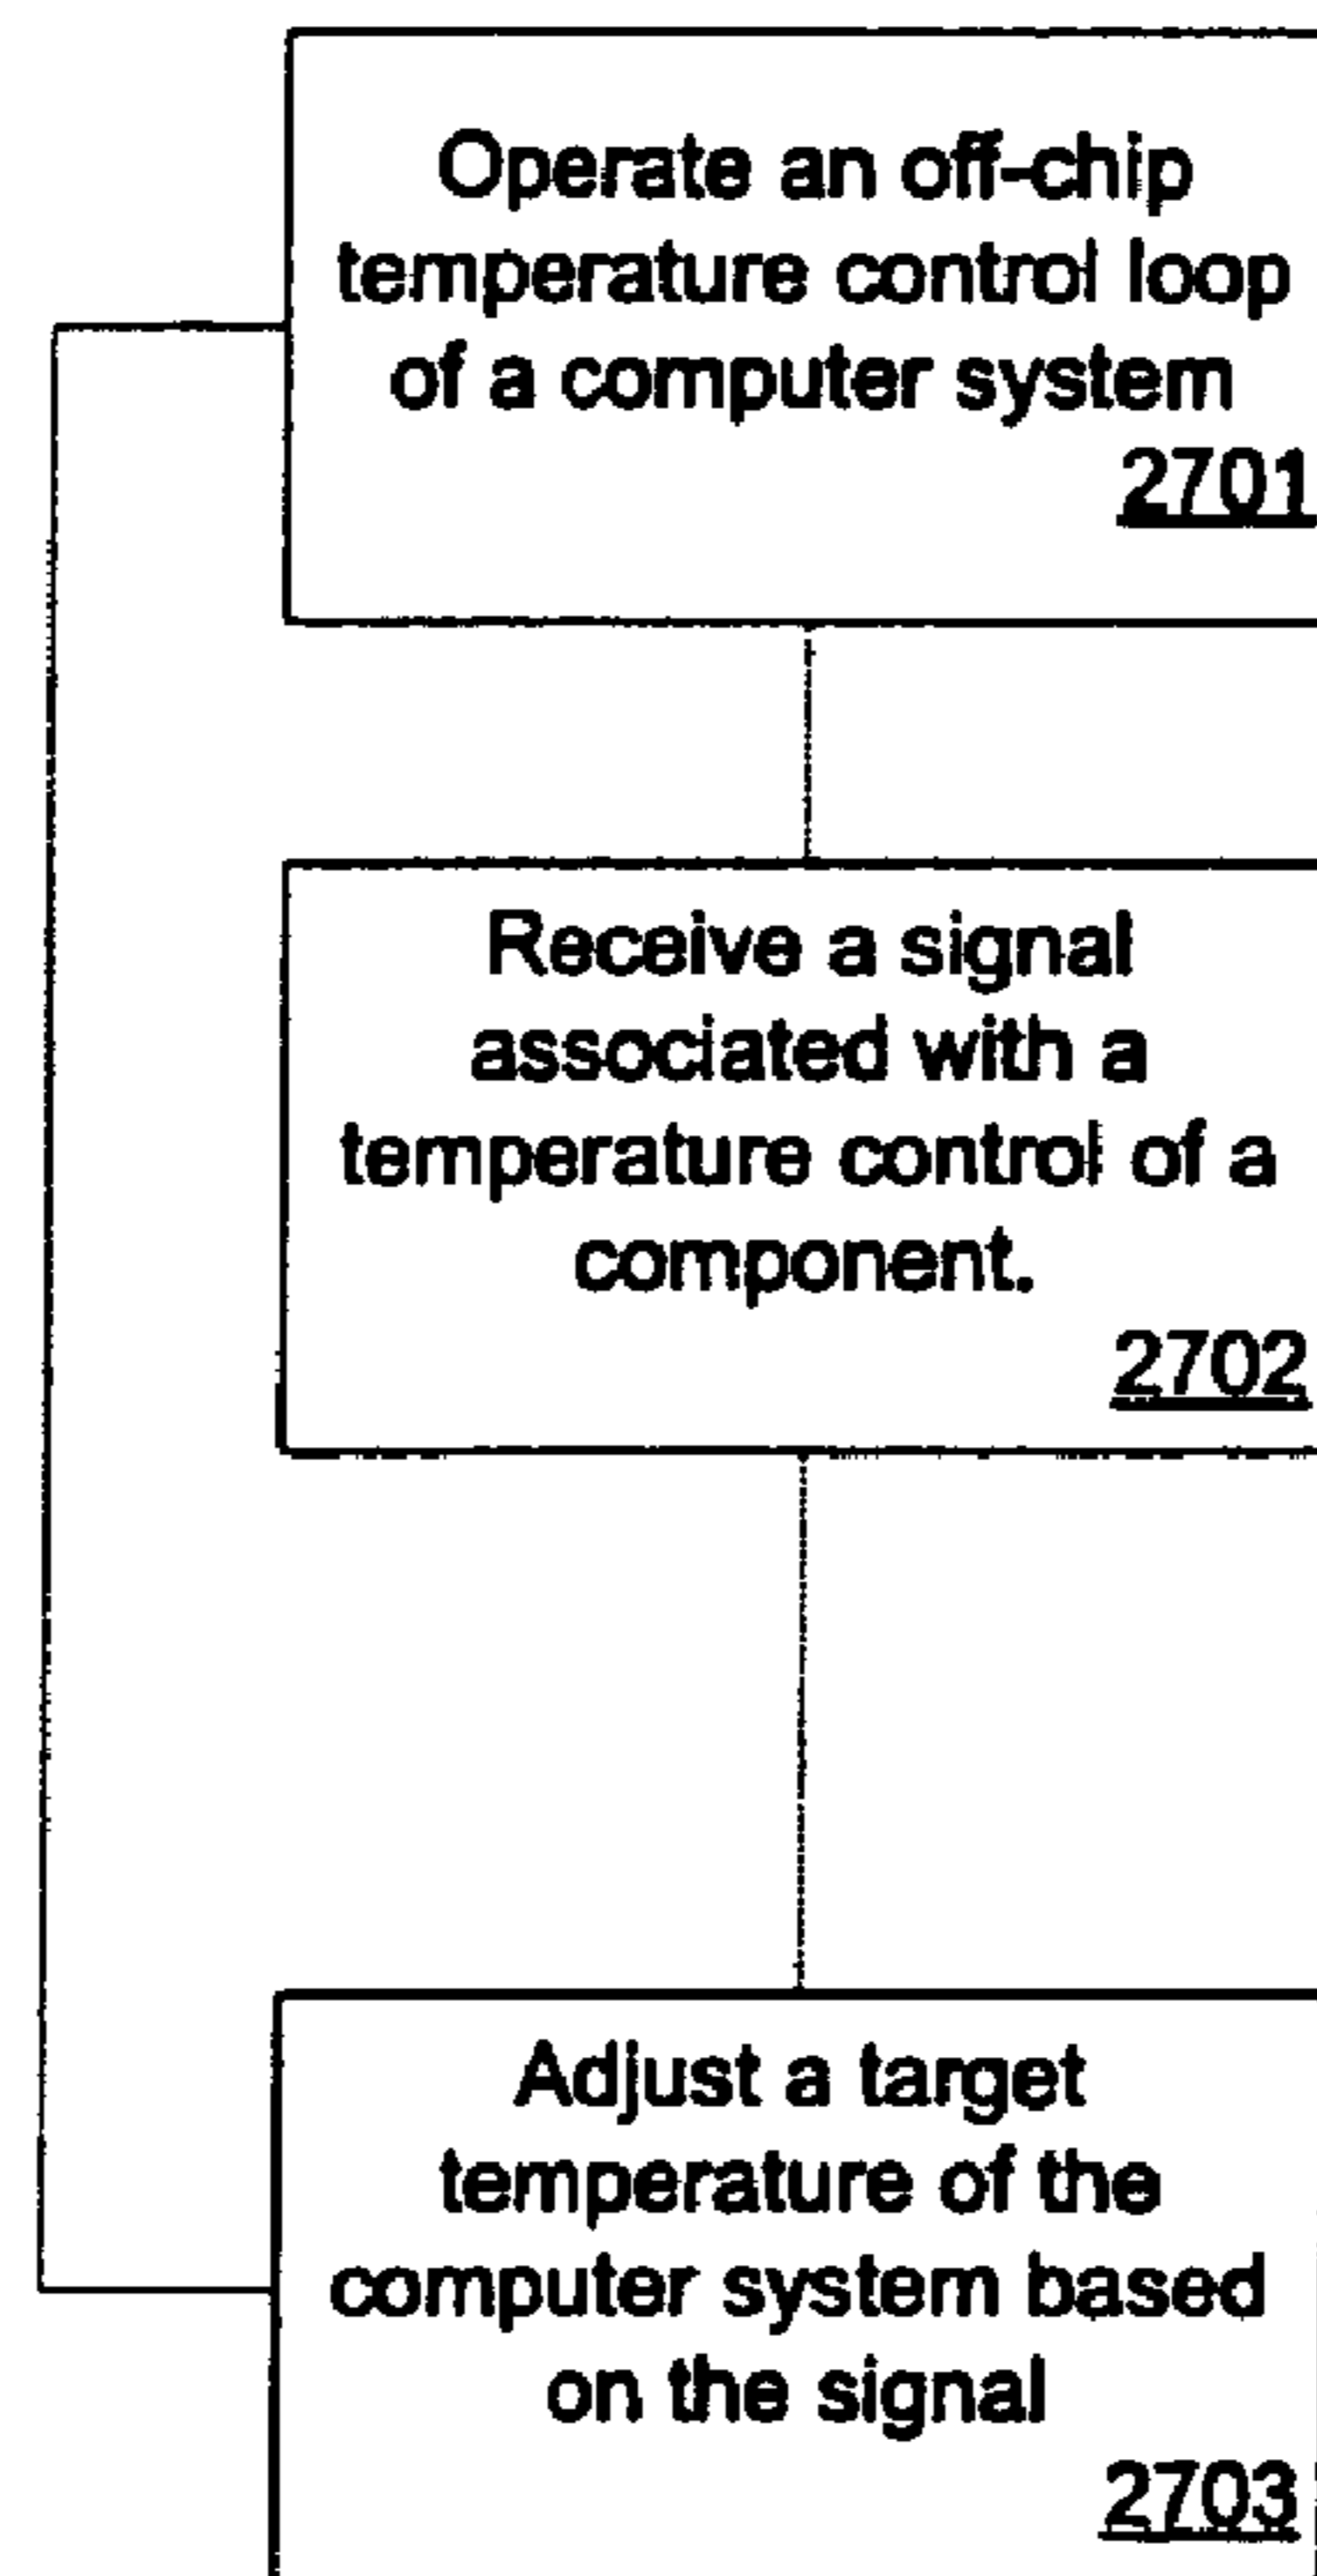 Operate an off-chip
temperature control loop
of a computer system
2701
Receive a signal
associated with a
temperature control of a
component.
2702
Adjust a target
temperature of the
computer system based
on the signal
2703